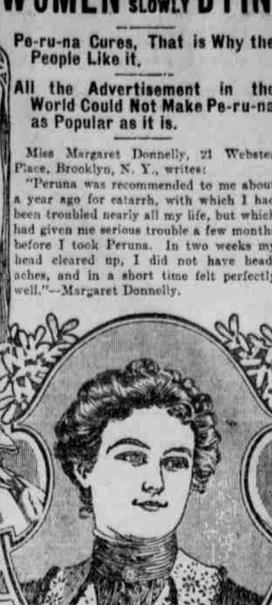 WOMEN SLOWLY DYIN
Pe-ru-na Cures, That is Why the
People Like it.
All the Advertisement in the
World Could Not Make Pe-ru-na
as Popular as it is.
Miss Margaret Donnelly, 21 Webster
Place, Brooklyn, N. Y., writes:
"Peruna was recommended to me abou
a year ago for catarrh, with which I had
been troubled nearly all my life, but which
had given me serious trouble a few months
before I took Peruna. In two weeks my
head cleared up, I did not have head
aches, and in a short time felt perfectly
well."--Margaret Donnelly.